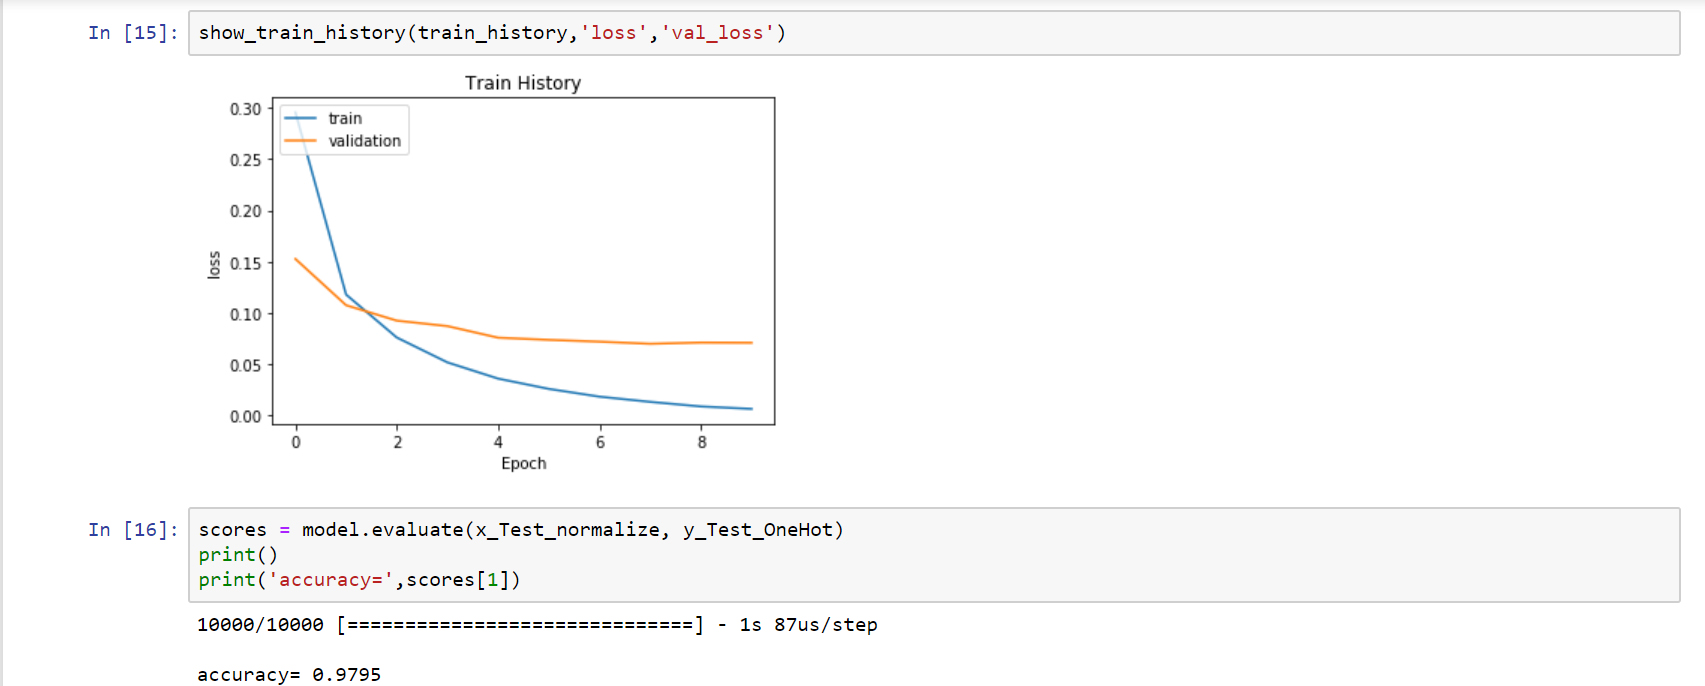 In [15]: show_train_history(train_history,'loss','val_loss')
Train History
train
validation
0.30
0.25
0.20
0.15
0.10
0.05
0.00
loss
0 2 4 6 8
Epoch
In [16]: scores = model.evaluate(x_Test_normalize, y_Test_OneHot)
print()
print('accuracy=',scores[1])
10000/10000 [==============================] - 1s 87us/step
accuracy= 0.9795